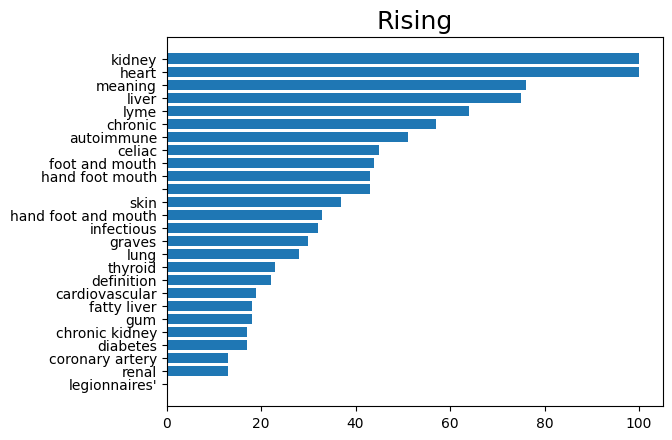 Rising
kidney
heart
meaning
liver
lyme
chronic
autoimmune
celiac
foot and mouth
hand foot mouth
skin
hand foot and mouth
infectious
graves
lung
thyroid
definition
cardiovascular
fatty liver
gum
chronic kidney
diabetes
coronary artery
renal
legionnaires'
0 20 40 60 80 100